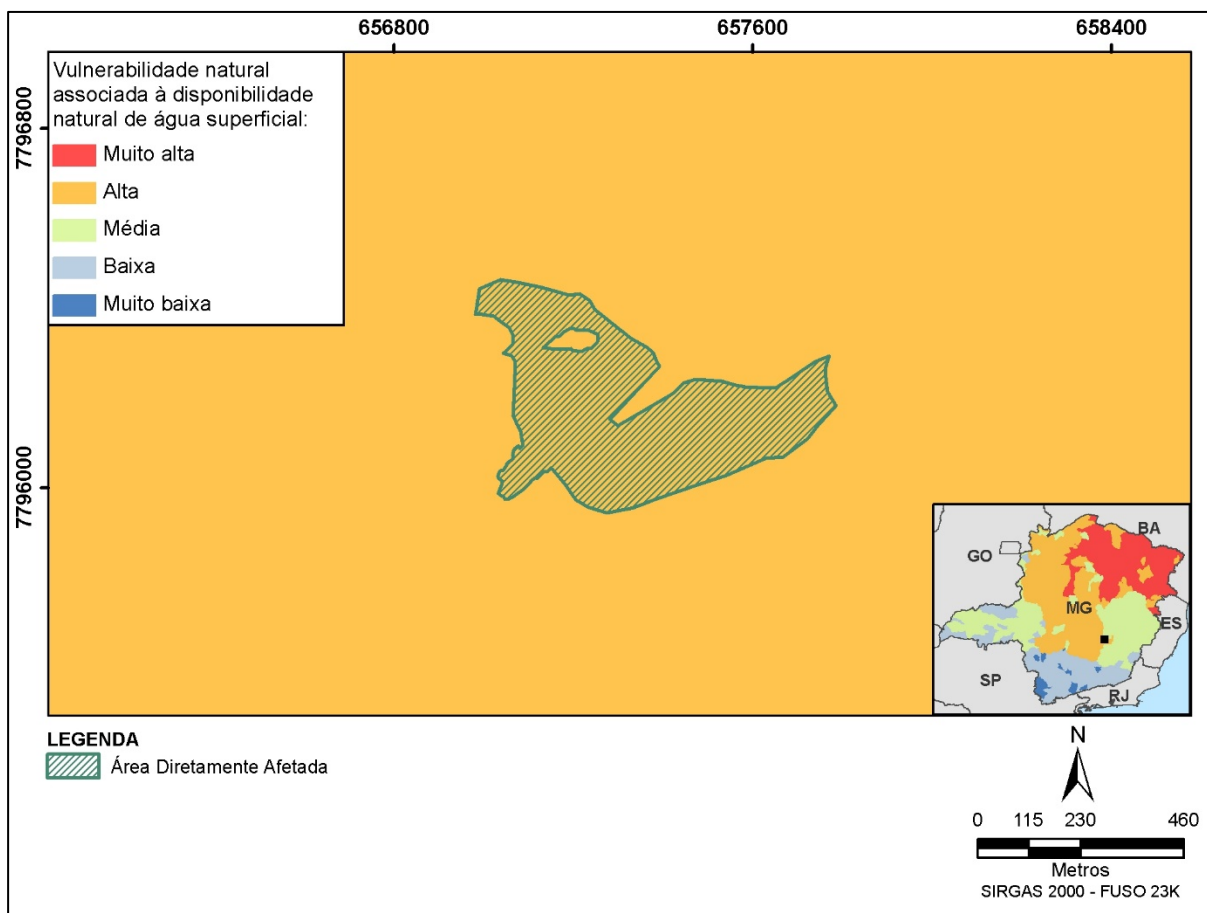 656800
657600
658400
7796800
7796000
Vulnerabilidade natural
associada à disponibilidade
natural de água superficial:
Muito alta
Alta
Média
Baixa
Muito baixa
BA
GO
MG
ES
SP
RJ
LEGENDA
Área Diretamente Afetada
N
0 115 230 460
Metros
SIRGAS 2000 - FUSO 23K